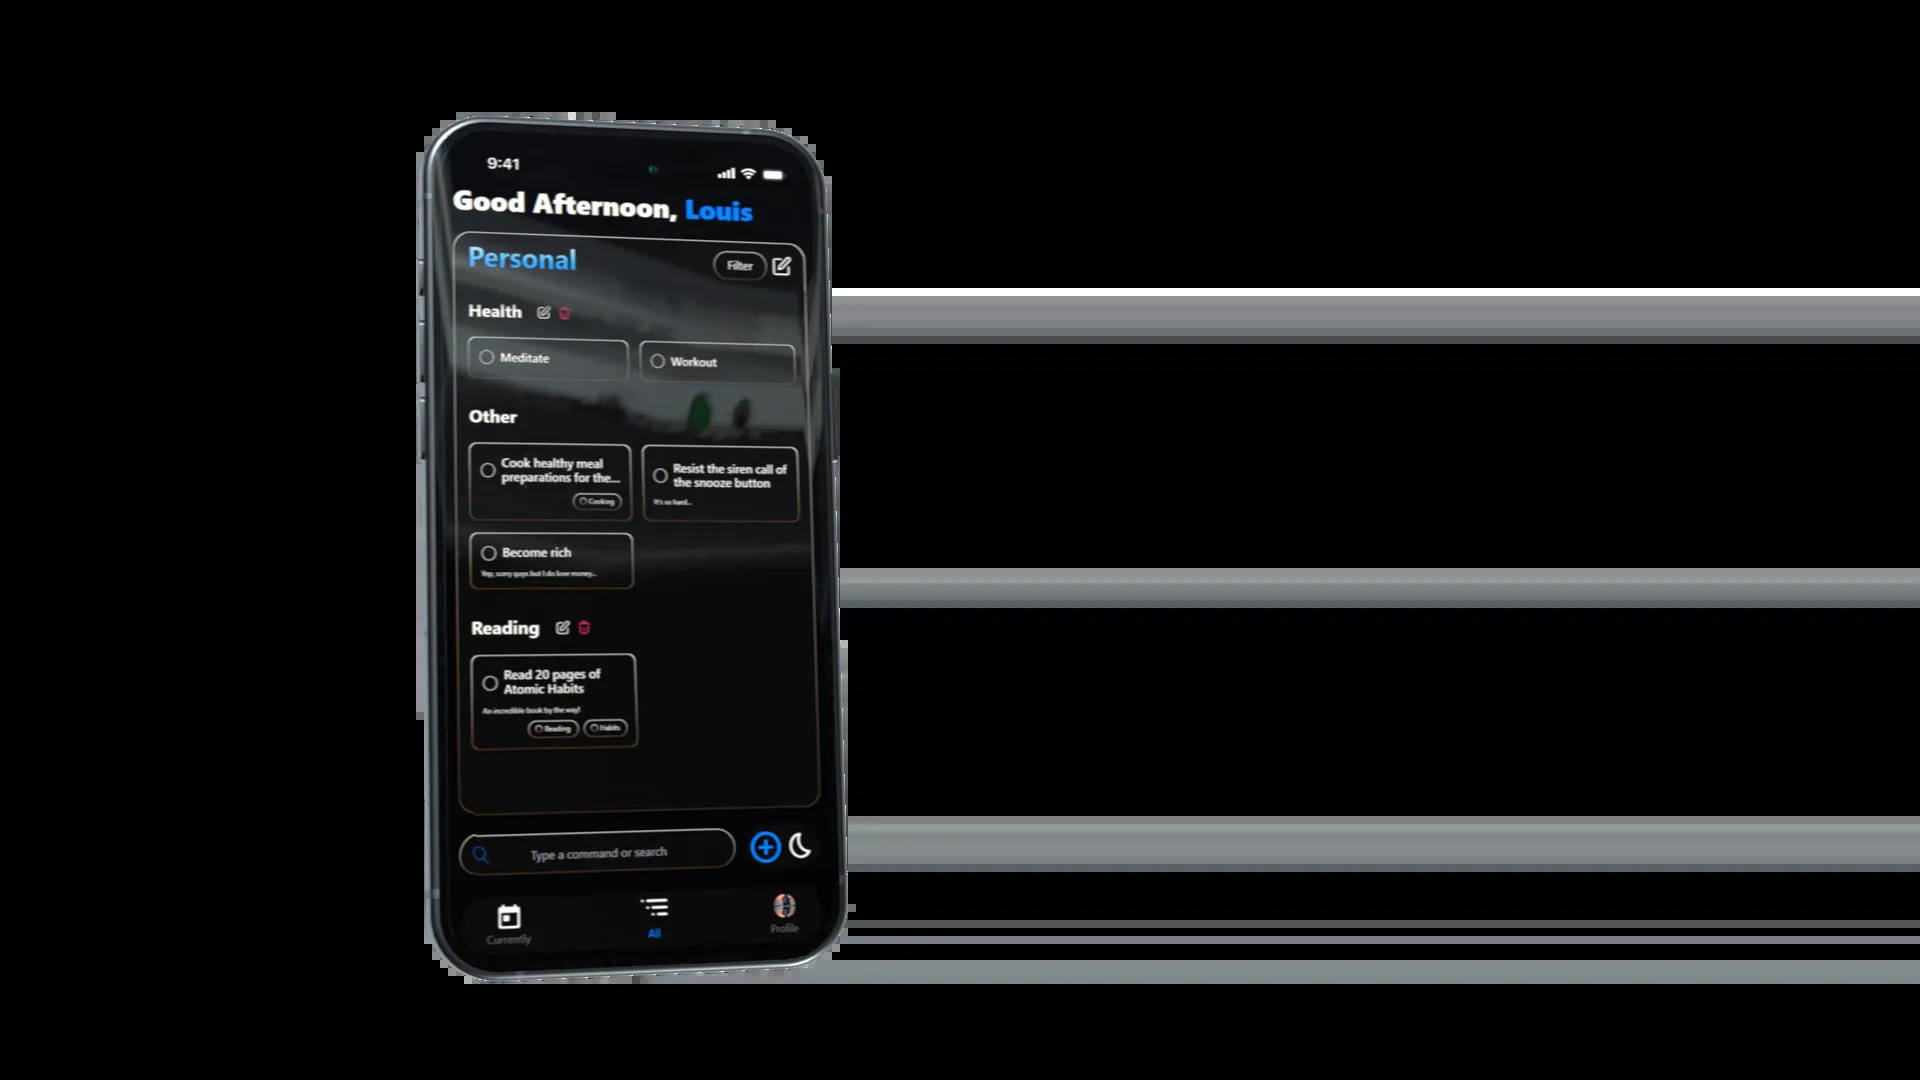 9:41
Good Afternoon, Louis
Personal
Filter
Health
Meditate
Workout
Other
Cook healthy meal
preparations for the...
Cooking
Resist the siren call of
the snooze button
It's so hard...
Become rich
Yep, sorry guys but I do love money...
Reading
Read 20 pages of
Atomic Habits
An incredible book by the way!
Reading
Habits
Type a command or search
Currently
All
Profile